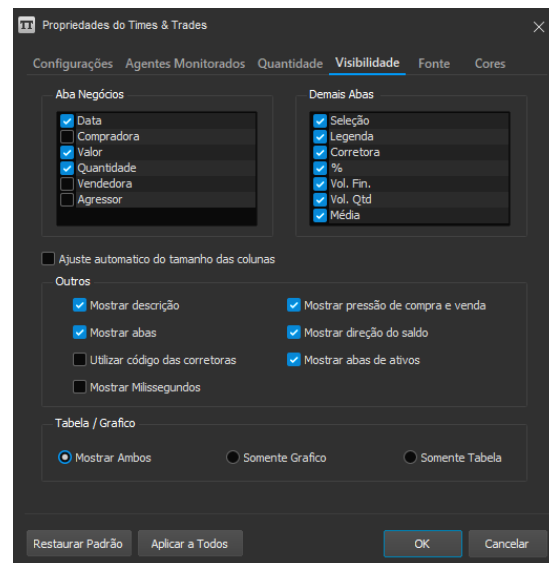 TT Propriedades do Times & Trades
Configurações Agentes Monitorados Quantidade Visibilidade Fonte Cores
Aba Negócios
Data
Compradora
Valor
Quantidade
Vendedora
Agressor
Demais Abas
Seleção
Legenda
Corretora
%
Vol. Fin.
Vol. Qtd
Média
Ajuste automatico do tamanho das colunas
Outros
Mostrar descrição
Mostrar pressão de compra e venda
Mostrar abas
Mostrar direção do saldo
Utilizar código das corretoras
Mostrar abas de ativos
Mostrar Milissegundos
Tabela / Grafico
Mostrar Ambos
Somente Grafico
Somente Tabela
Restaurar Padrão
Aplicar a Todos
OK
Cancelar